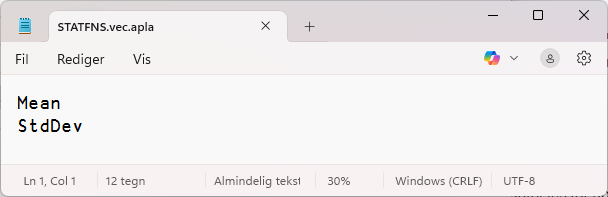 STATFNS.vec.apla
Fil Rediger Vis
Mean
StdDev
Ln 1, Col 1 12 tegn Almindelig tekst 30% Windows (CRLF) UTF-8